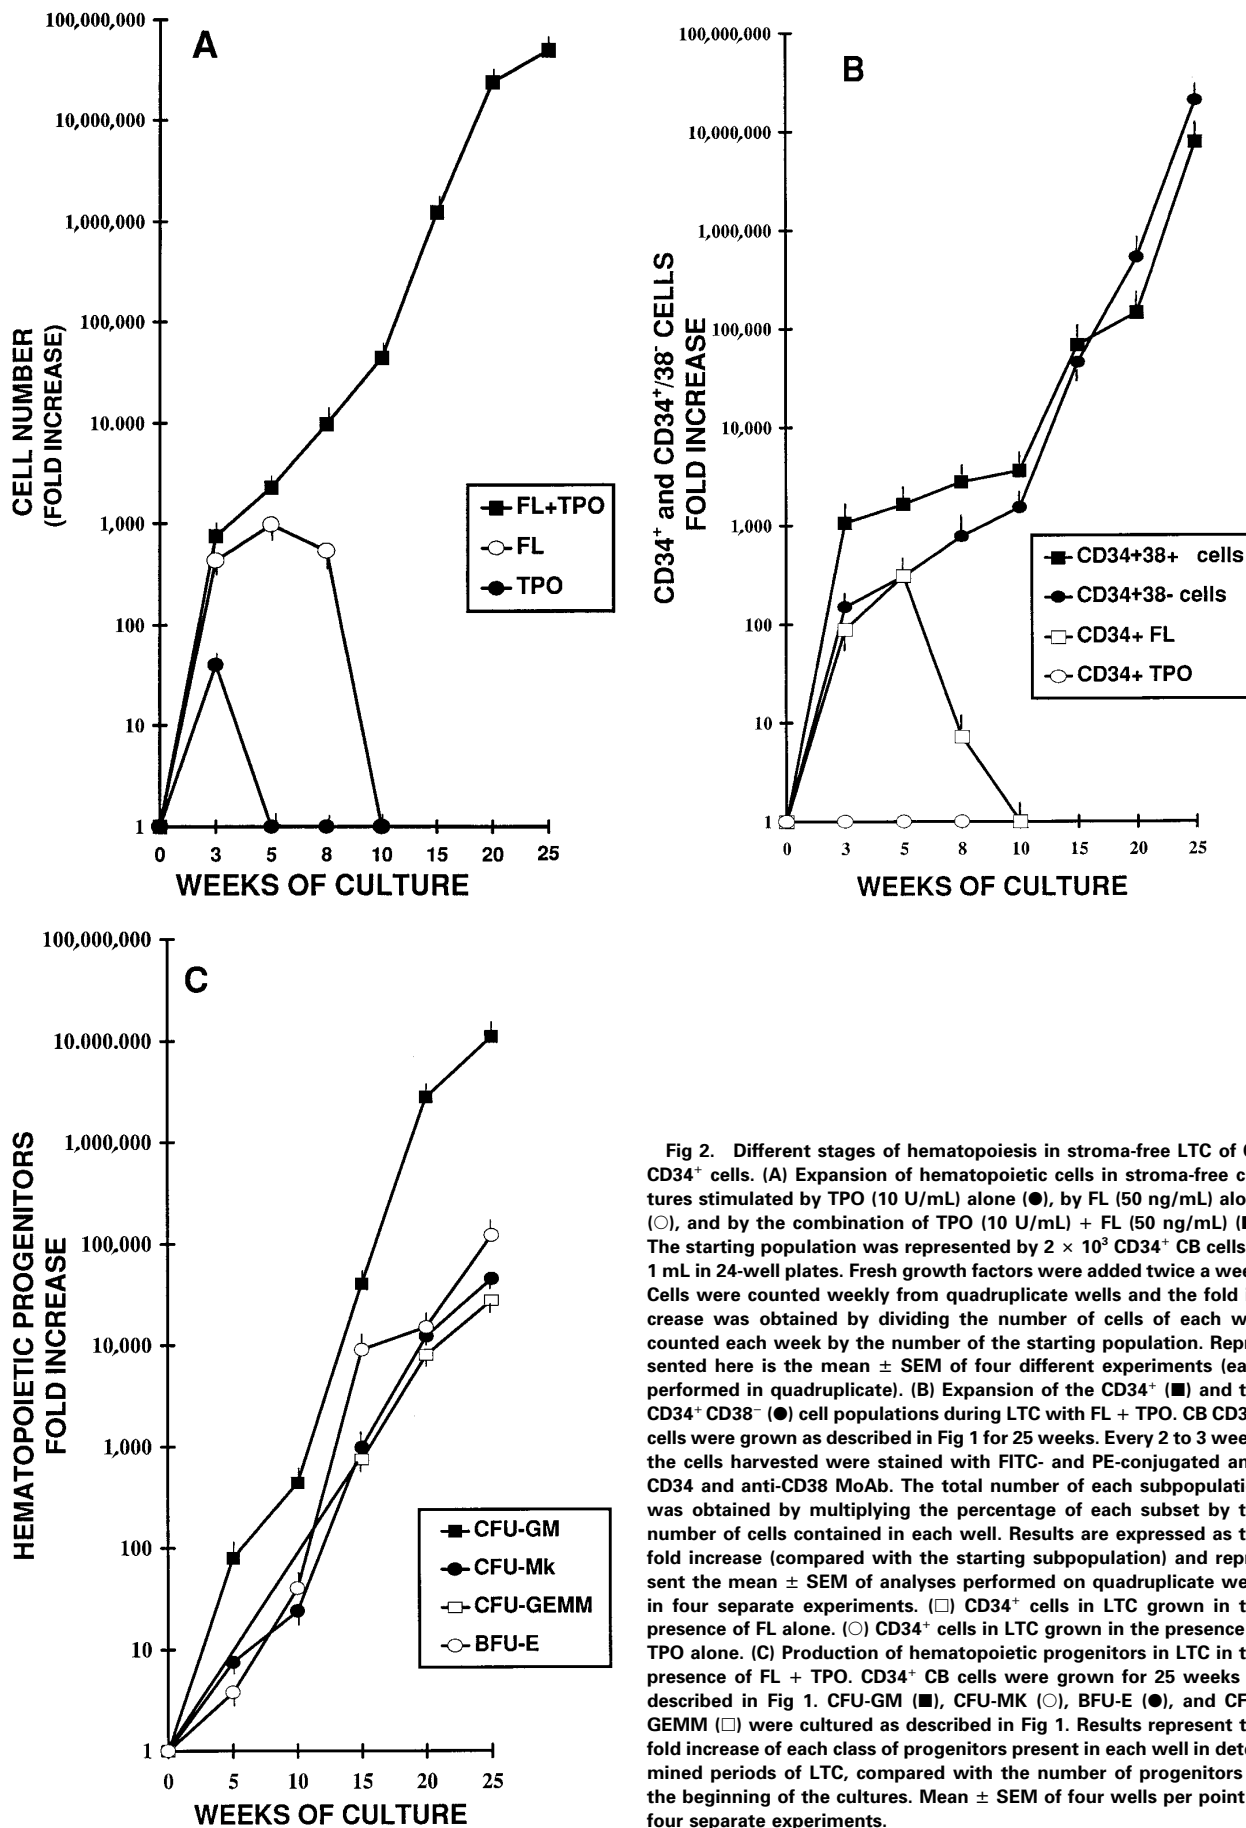 A
100,000,000
10,000,000
1,000,000
100,000
10.000
1,000
100
10
1
0 3 5 8 10 15 20 25
CELL NUMBER
(FOLD INCREASE)
WEEKS OF CULTURE
FL+TPO
FL
TPO
B
100,000,000
10,000,000
1,000,000
100,000
10,000
1,000
100
10
1
0 3 5 8 10 15 20 25
CD34+ and CD34+/38- CELLS
FOLD INCREASE
WEEKS OF CULTURE
CD34+38+ cells
CD34+38- cells
CD34+ FL
CD34+ TPO
C
100,000,000
10.000.000
1,000,000
100,000
10,000
1,000
100
10
1
0 5 10 15 20 25
HEMATOPOIETIC PROGENITORS
FOLD INCREASE
WEEKS OF CULTURE
CFU-GM
CFU-Mk
CFU-GEMM
BFU-E
Fig 2. Different stages of hematopoiesis in stroma-free LTC of
CD34+ cells. (A) Expansion of hematopoietic cells in stroma-free
tures stimulated by TPO (10 U/mL) alone (●), by FL (50 ng/mL)
(○), and by the combination of TPO (10 U/mL) + FL (50 ng/mL)
The starting population was represented by 2 × 10³ CD34+ CB cells
1 mL in 24-well plates. Fresh growth factors were added twice a
Cells were counted weekly from quadruplicate wells and the fold
crease was obtained by dividing the number of cells of each
counted each week by the number of the starting population.
sented here is the mean ± SEM of four different experiments
performed in quadruplicate). (B) Expansion of the CD34+ (■) and
CD34+ CD38− (●) cell populations during LTC with FL + TPO. CB
cells were grown as described in Fig 1 for 25 weeks. Every 2 to 3
the cells harvested were stained with FITC- and PE-conjugated
CD34 and anti-CD38 MoAb. The total number of each
was obtained by multiplying the percentage of each subset by
number of cells contained in each well. Results are expressed as
fold increase (compared with the starting subpopulation) and
sent the mean ± SEM of analyses performed on quadruplicate
in four separate experiments. (□) CD34+ cells in LTC grown in
presence of FL alone. (○) CD34+ cells in LTC grown in the presence
TPO alone. (C) Production of hematopoietic progenitors in LTC in
presence of FL + TPO. CD34+ CB cells were grown for 25 weeks
described in Fig 1. CFU-GM (■), CFU-MK (○), BFU-E (●), and
GEMM (□) were cultured as described in Fig 1. Results represent
fold increase of each class of progenitors present in each well in
mined periods of LTC, compared with the number of progenitors
the beginning of the cultures. Mean ± SEM of four wells per point
four separate experiments.